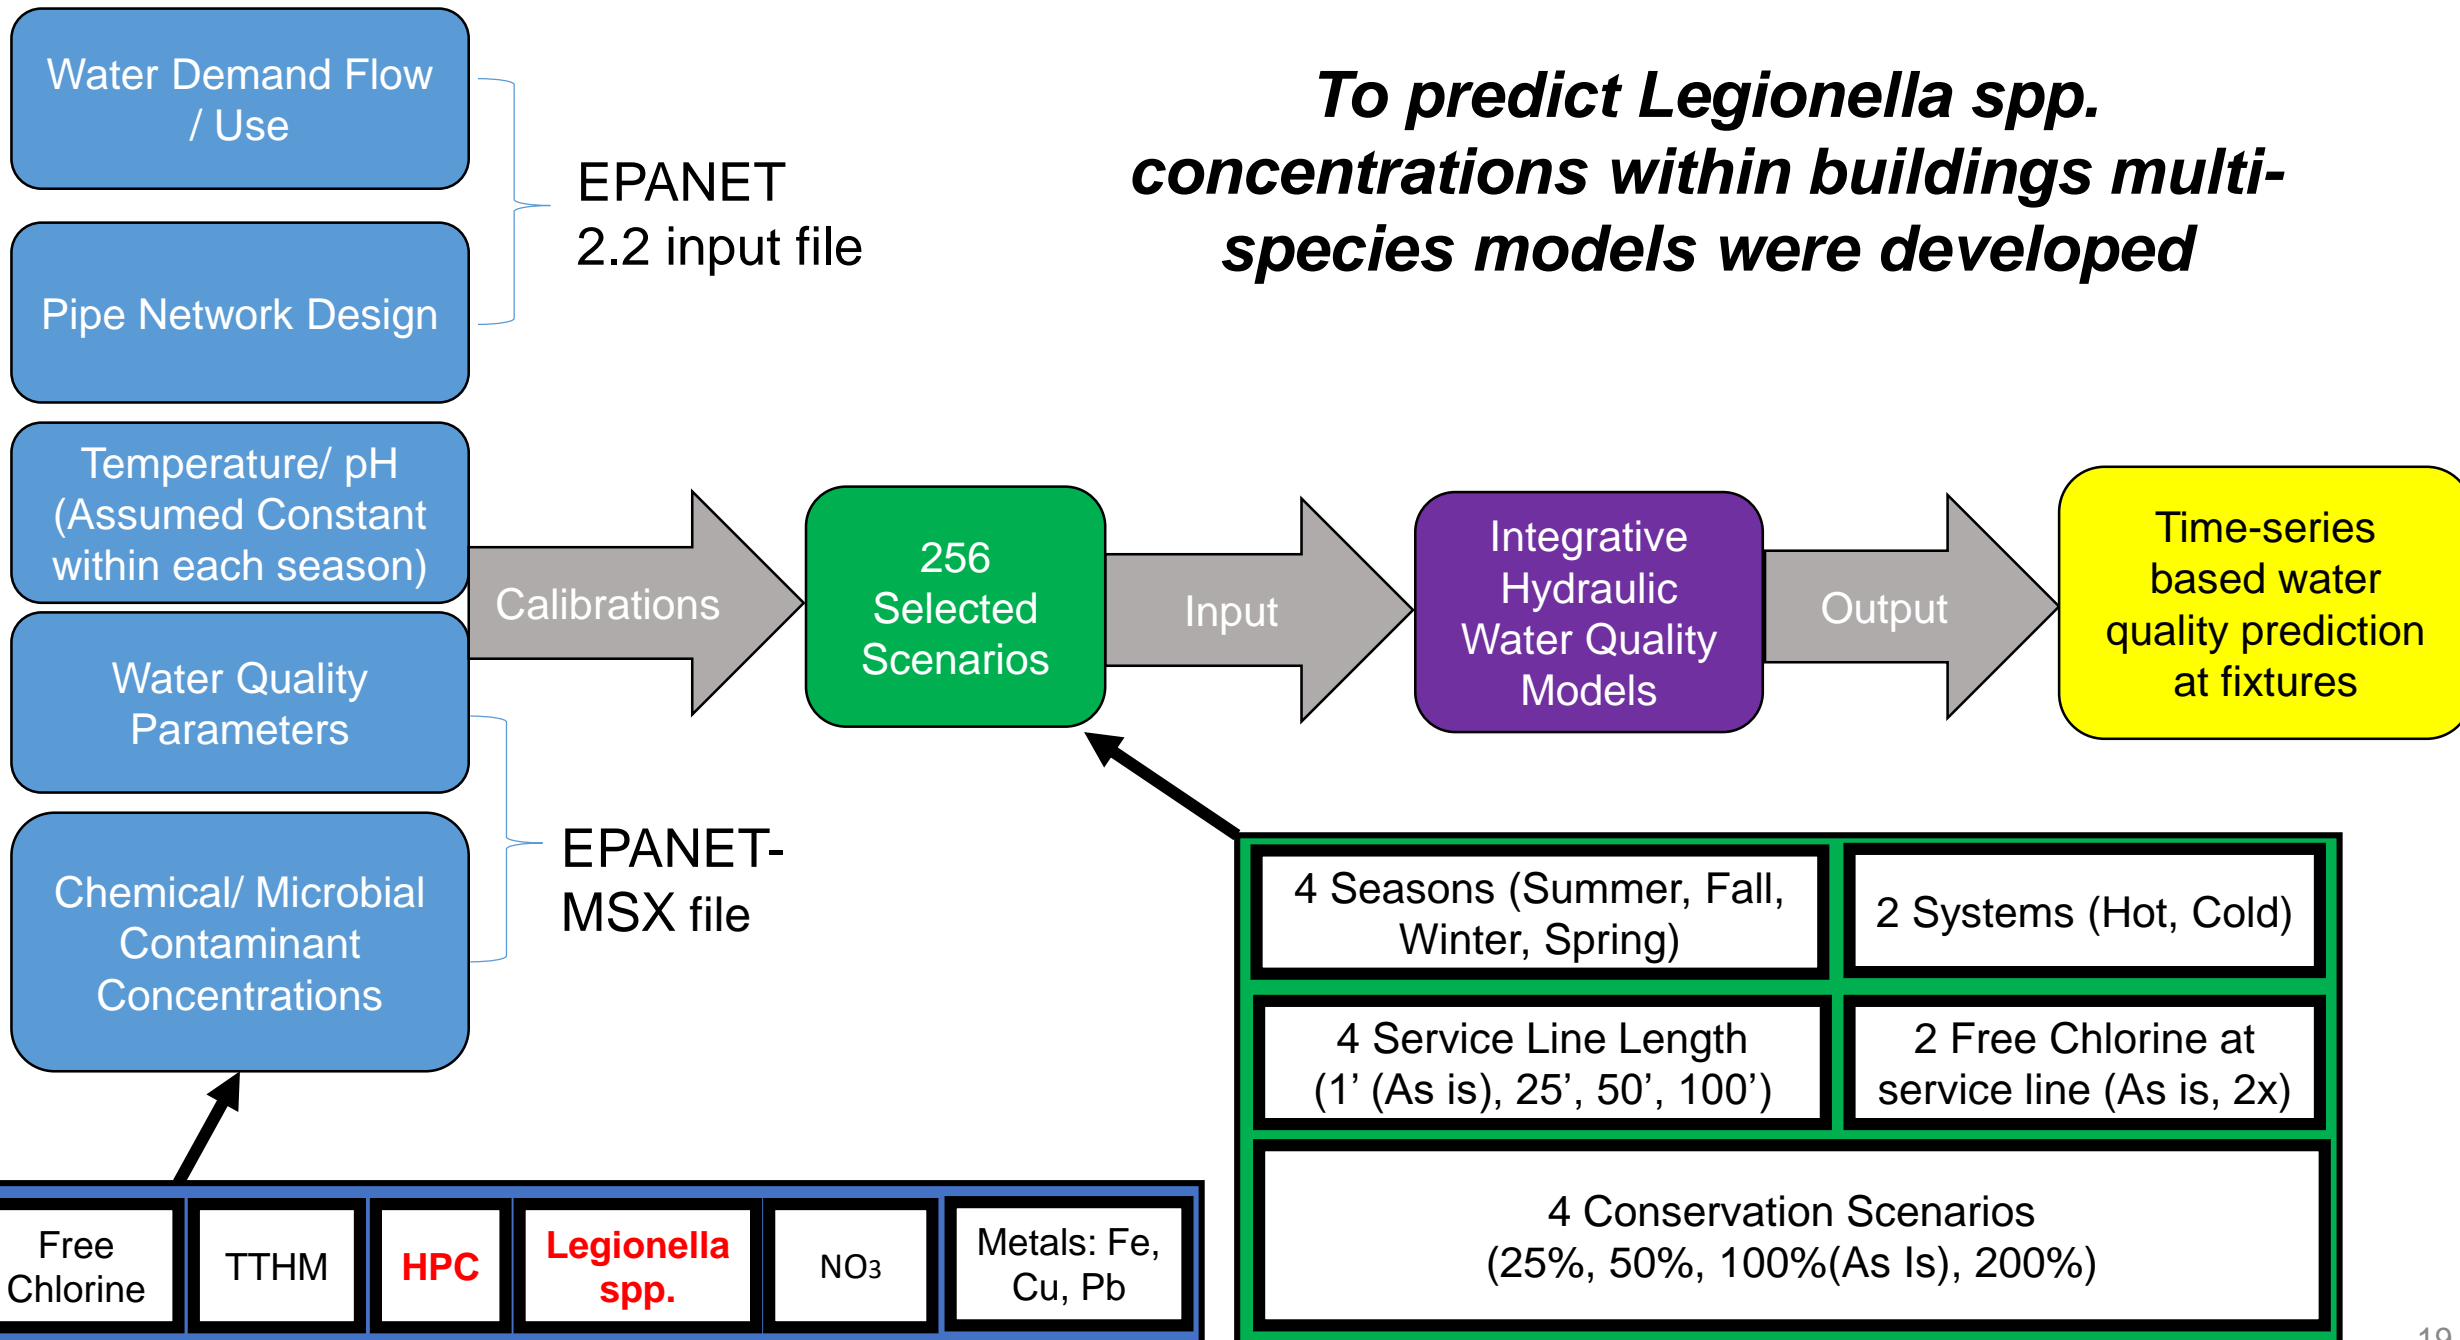 To predict Legionella spp.
concentrations within buildings multi-
species models were developed
Water Demand Flow
/ Use
Pipe Network Design
EPANET
2.2 input file
Temperature/ pH
(Assumed Constant
within each season)
Water Quality
Parameters
Chemical/ Microbial
Contaminant
Concentrations
EPANET-
MSX file
Calibrations
256
Selected
Scenarios
Input
Integrative
Hydraulic
Water Quality
Models
Output
Time-series
based water
quality prediction
at fixtures
4 Seasons (Summer, Fall,
Winter, Spring)
2 Systems (Hot, Cold)
4 Service Line Length
(1’ (As is), 25’, 50’, 100’)
2 Free Chlorine at
service line (As is, 2x)
4 Conservation Scenarios
(25%, 50%, 100%(As Is), 200%)
Free
Chlorine
TTHM
HPC
Legionella
spp.
NO3
Metals: Fe,
Cu, Pb